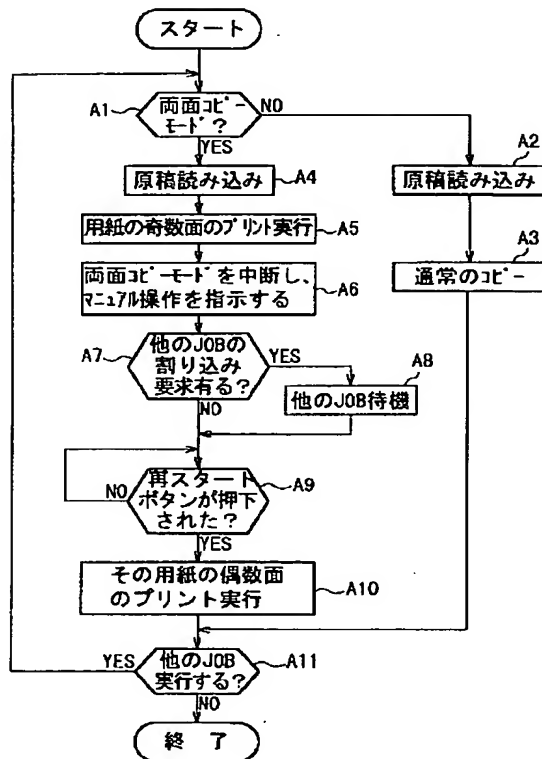 スタート
A1
両面コピー
モード?
NO
YES
A2
原稿読み込み
A3
通常のコピー
原稿読み込み
A4
用紙の奇数面のプリント実行
A5
両面コピーモードを中断し、
マニュアル操作を指示する
A6
A7
他のJOBの
割り込み
要求有る?
YES
NO
A8
他のJOB待機
再スタート
ボタンが押下
された?
A9
NO
YES
その用紙の偶数面
のプリント実行
A10
YES
他のJOB
実行する?
A11
NO
終 了